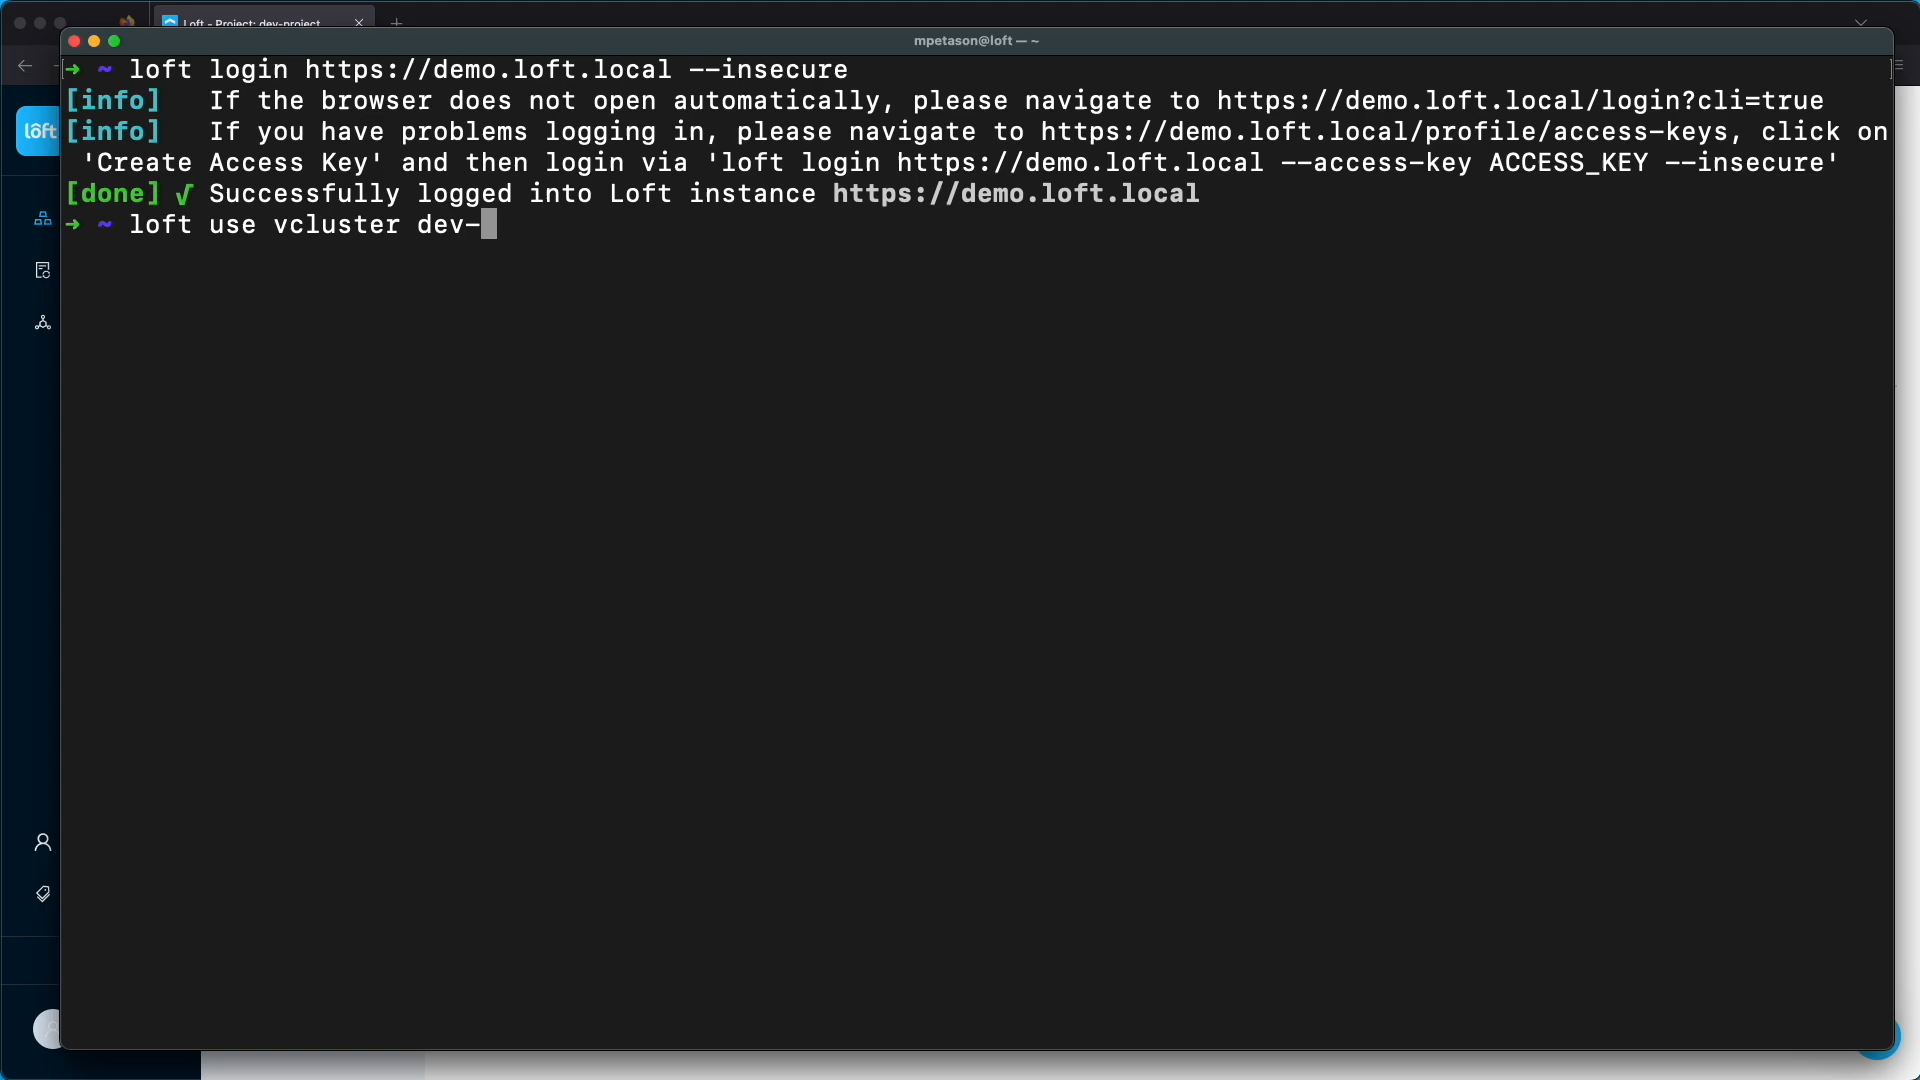 Loft - Project: dev-project
mpetason@loft — ~
➜ ~ loft login https://demo.loft.local --insecure
[info]   If the browser does not open automatically, please navigate to https://demo.loft.local/login?cli=true
[info]   If you have problems logging in, please navigate to https://demo.loft.local/profile/access-keys, click on
'Create Access Key' and then login via 'loft login https://demo.loft.local --access-key ACCESS_KEY --insecure'
[done] √ Successfully logged into Loft instance https://demo.loft.local
➜ ~ loft use vcluster dev-
lôft